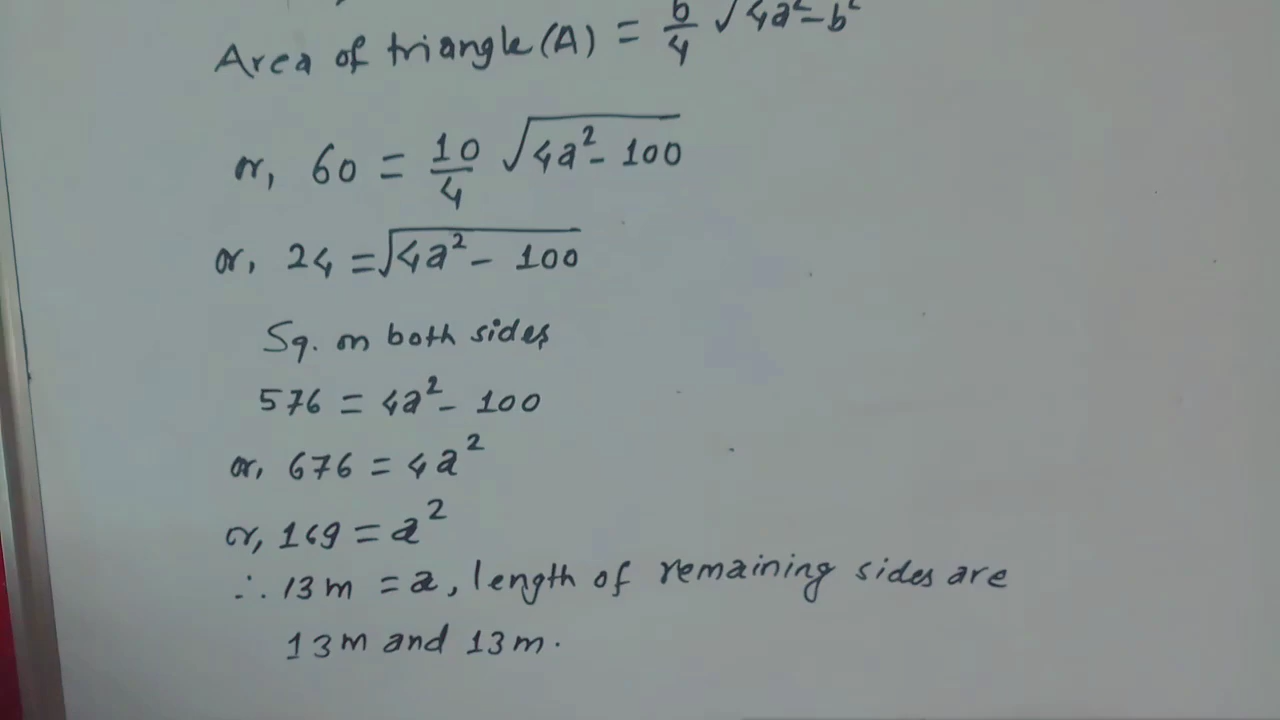 Area of triangle (A) = b/4 √4a²-b²
or, 60 = 10/4 √4a²- 100
or, 24 = √4a² - 100
Sq. on both sides
576 = 4a² - 100
or, 676 = 4a²
or, 169 = a²
∴ 13m = a, length of remaining sides are
13m and 13m.